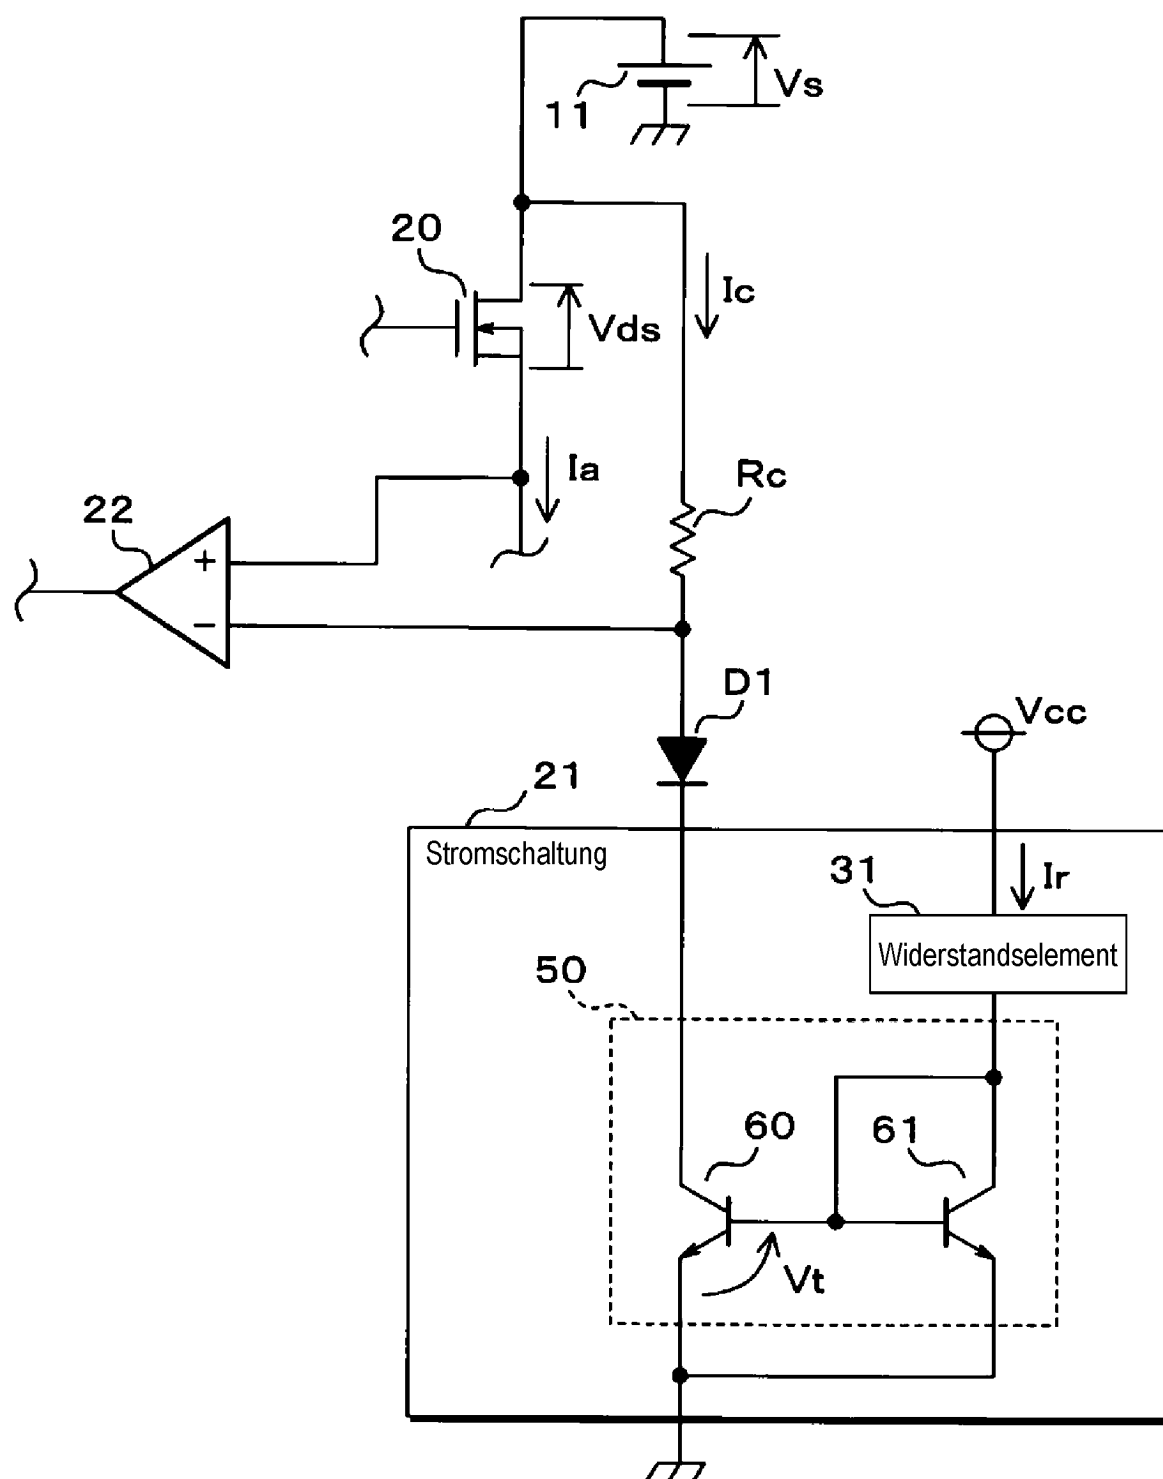 Vs
11
20
Ic
Vds
Ia
Rc
22
+
−
D1
Vcc
21
Stromschaltung
31
Ir
Widerstandselement
50
60
61
Vt